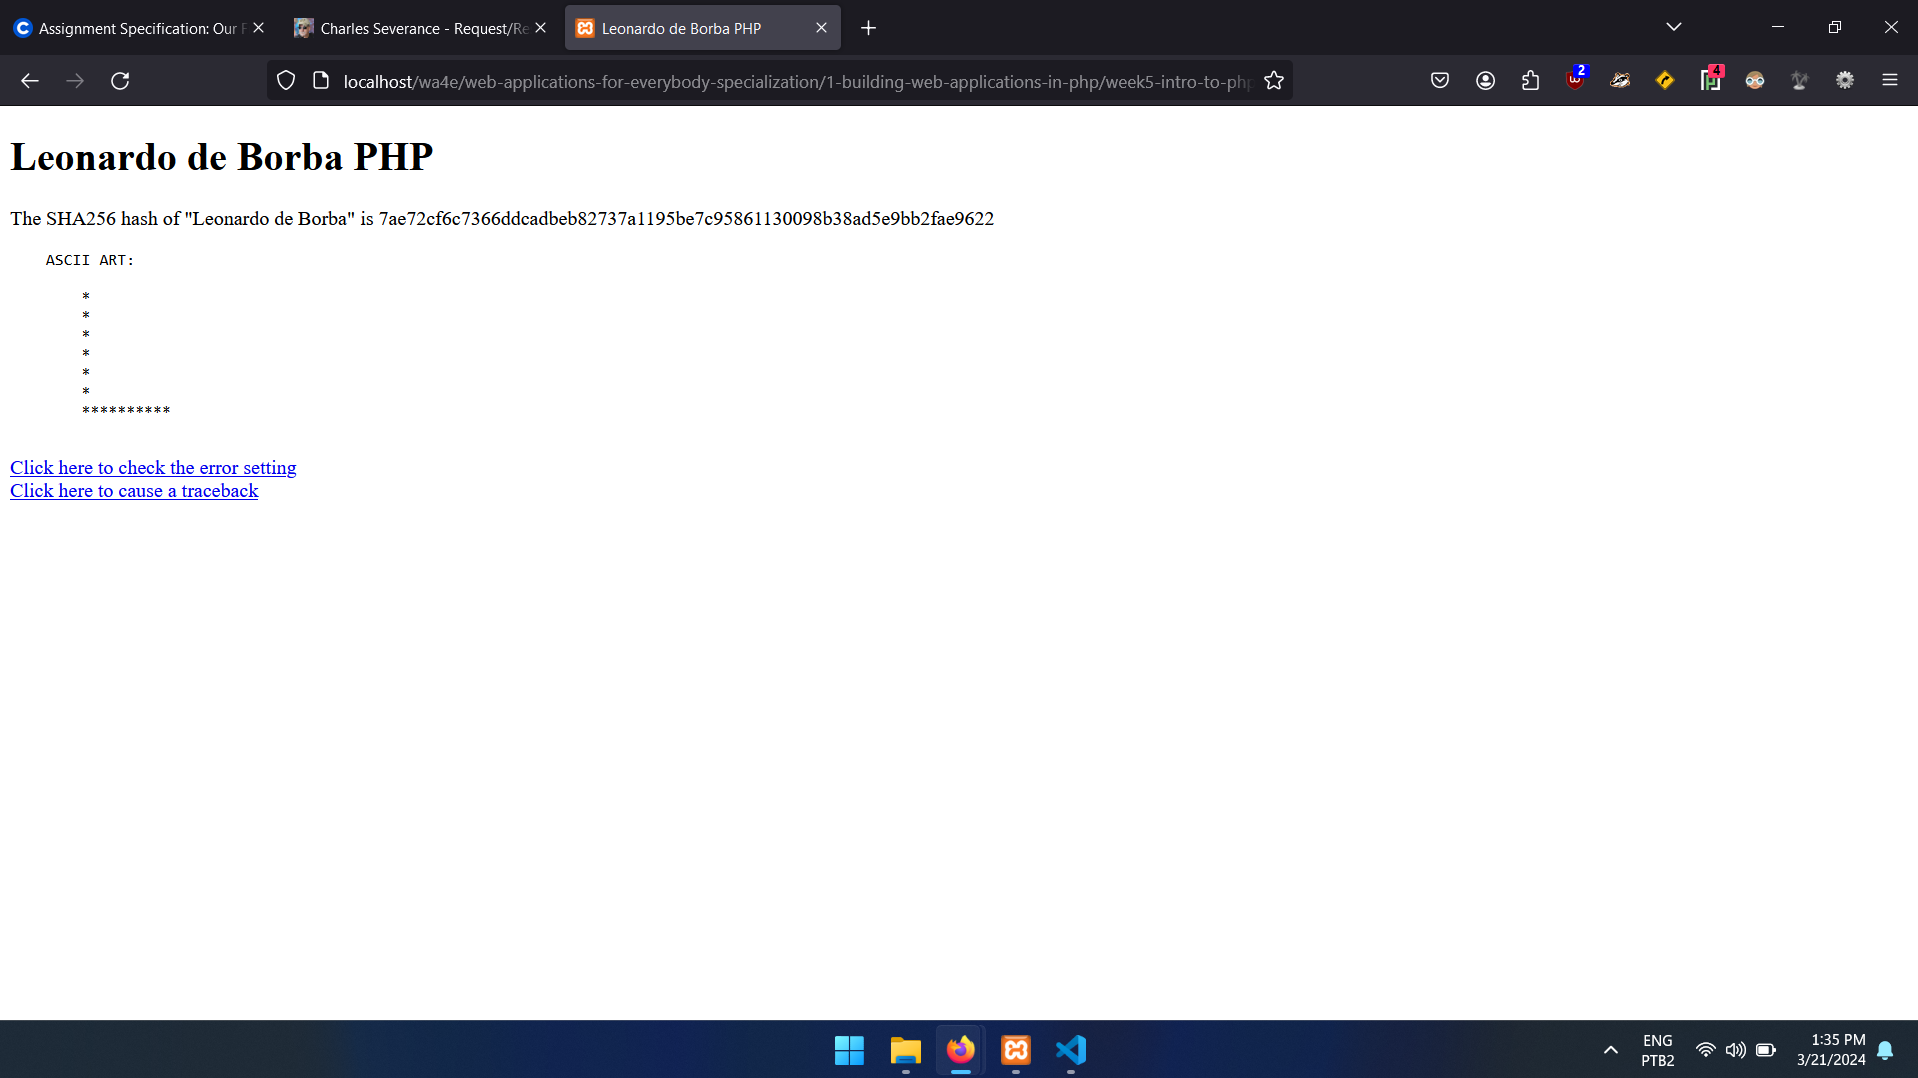 Assignment Specification: Our F
Charles Severance - Request/Re
Leonardo de Borba PHP
localhost/wa4e/web-applications-for-everybody-specialization/1-building-web-applications-in-php/week5-intro-to-php
2
4
Leonardo de Borba PHP
The SHA256 hash of "Leonardo de Borba" is 7ae72cf6c7366ddcadbeb82737a1195be7c95861130098b38ad5e9bb2fae9622
ASCII ART:
*
*
*
*
*
*
**********
Click here to check the error setting
Click here to cause a traceback
ENG
PTB2
1:35 PM
3/21/2024